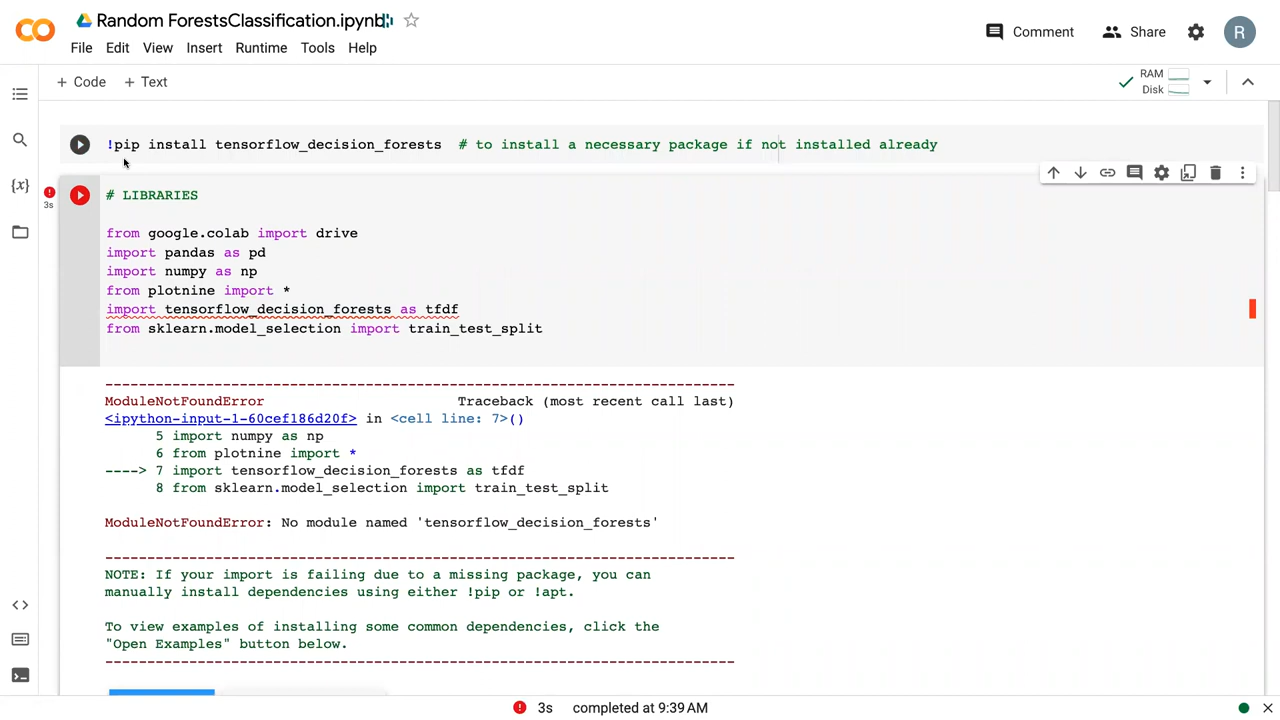 Random ForestsClassification.ipynb
File Edit View Insert Runtime Tools Help
Comment
Share
R
+ Code + Text
RAM
Disk
!pip install tensorflow_decision_forests # to install a necessary package if not installed already
{x}
3s
# LIBRARIES
from google.colab import drive
import pandas as pd
import numpy as np
from plotnine import *
import tensorflow_decision_forests as tfdf
from sklearn.model_selection import train_test_split
---------------------------------------------------------------------------
ModuleNotFoundError Traceback (most recent call last)
<ipython-input-1-60cef186d20f> in <cell line: 7>()
5 import numpy as np
6 from plotnine import *
----> 7 import tensorflow_decision_forests as tfdf
8 from sklearn.model_selection import train_test_split
ModuleNotFoundError: No module named 'tensorflow_decision_forests'
---------------------------------------------------------------------------
NOTE: If your import is failing due to a missing package, you can
manually install dependencies using either !pip or !apt.
To view examples of installing some common dependencies, click the
"Open Examples" button below.
---------------------------------------------------------------------------
3s completed at 9:39 AM